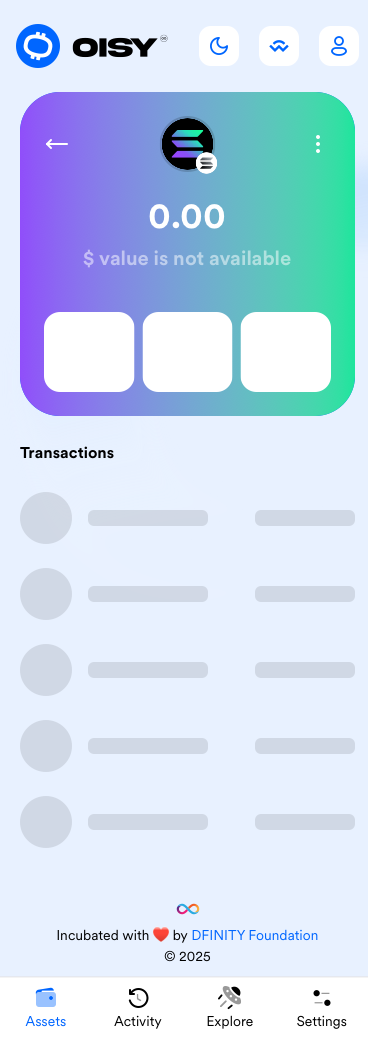 OISY
0.00
$ value is not available
Transactions
Incubated with ❤️ by DFINITY Foundation
© 2025
Assets
Activity
Explore
Settings